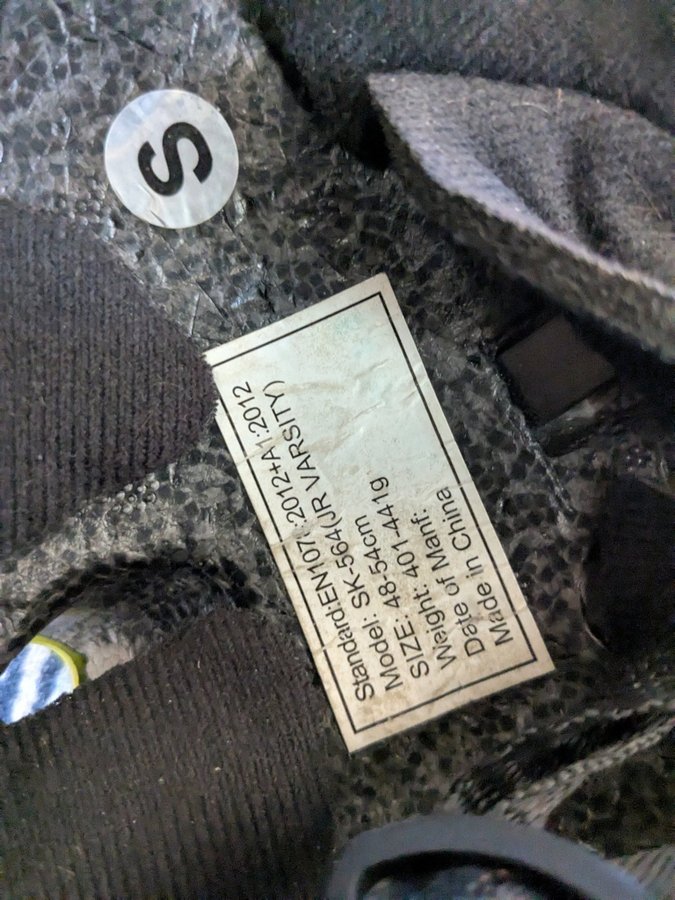 S
Standard:EN1078:2012+A1:2012
Model: SK-564(JR VARSITY)
SIZE: 48-54cm
Weight: 401-441g
Date of Manf:
Made in China